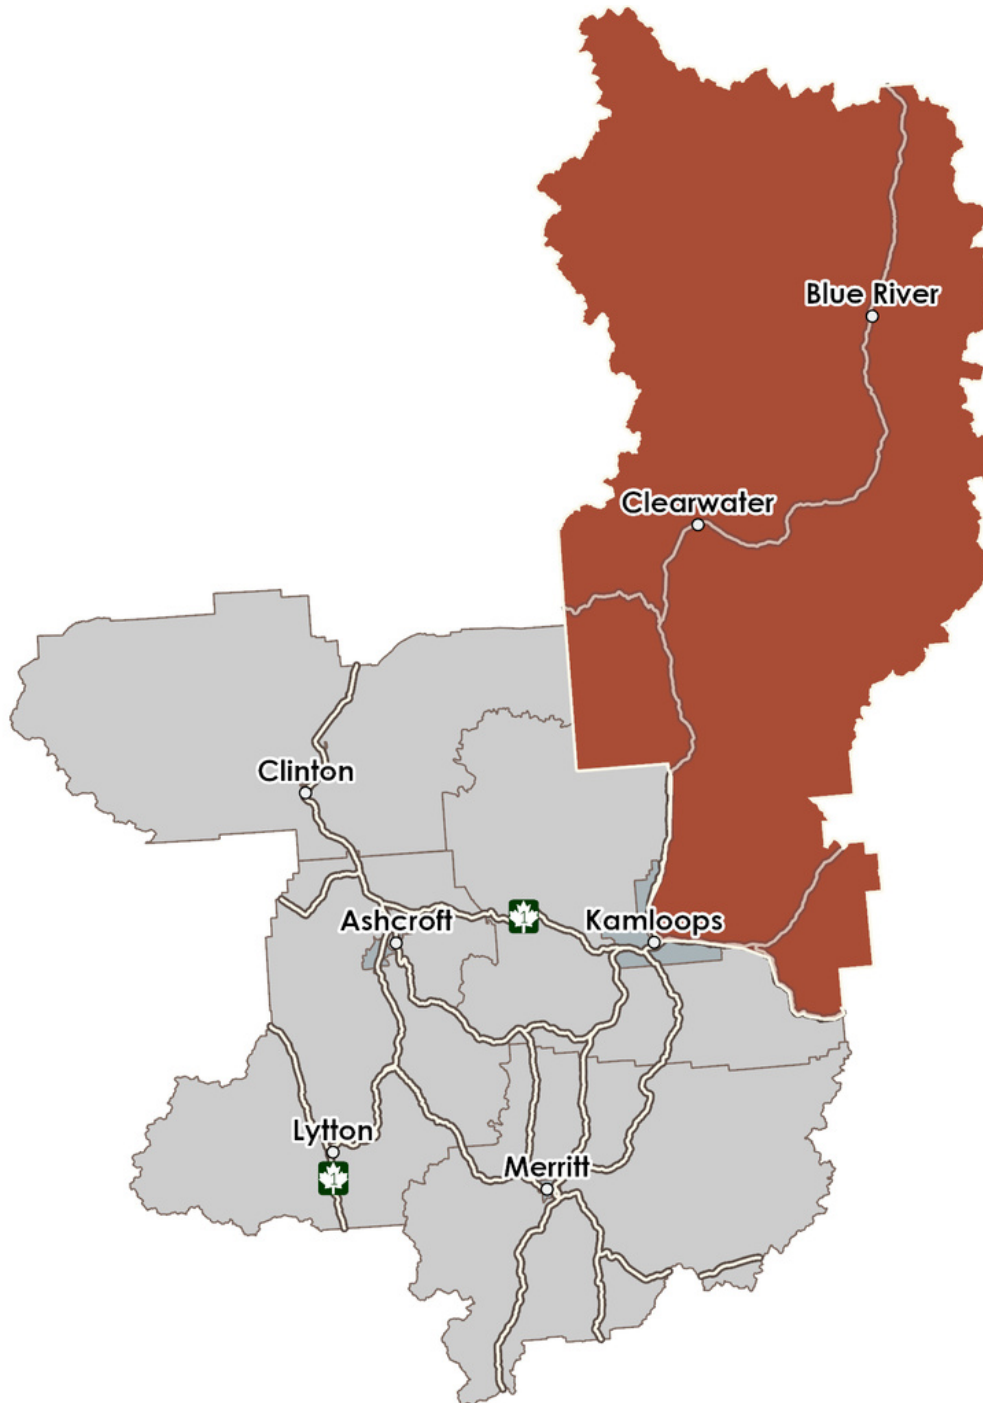 Blue River
Clearwater
Clinton
Ashcroft
1
Kamloops
Lytton
1
Merritt